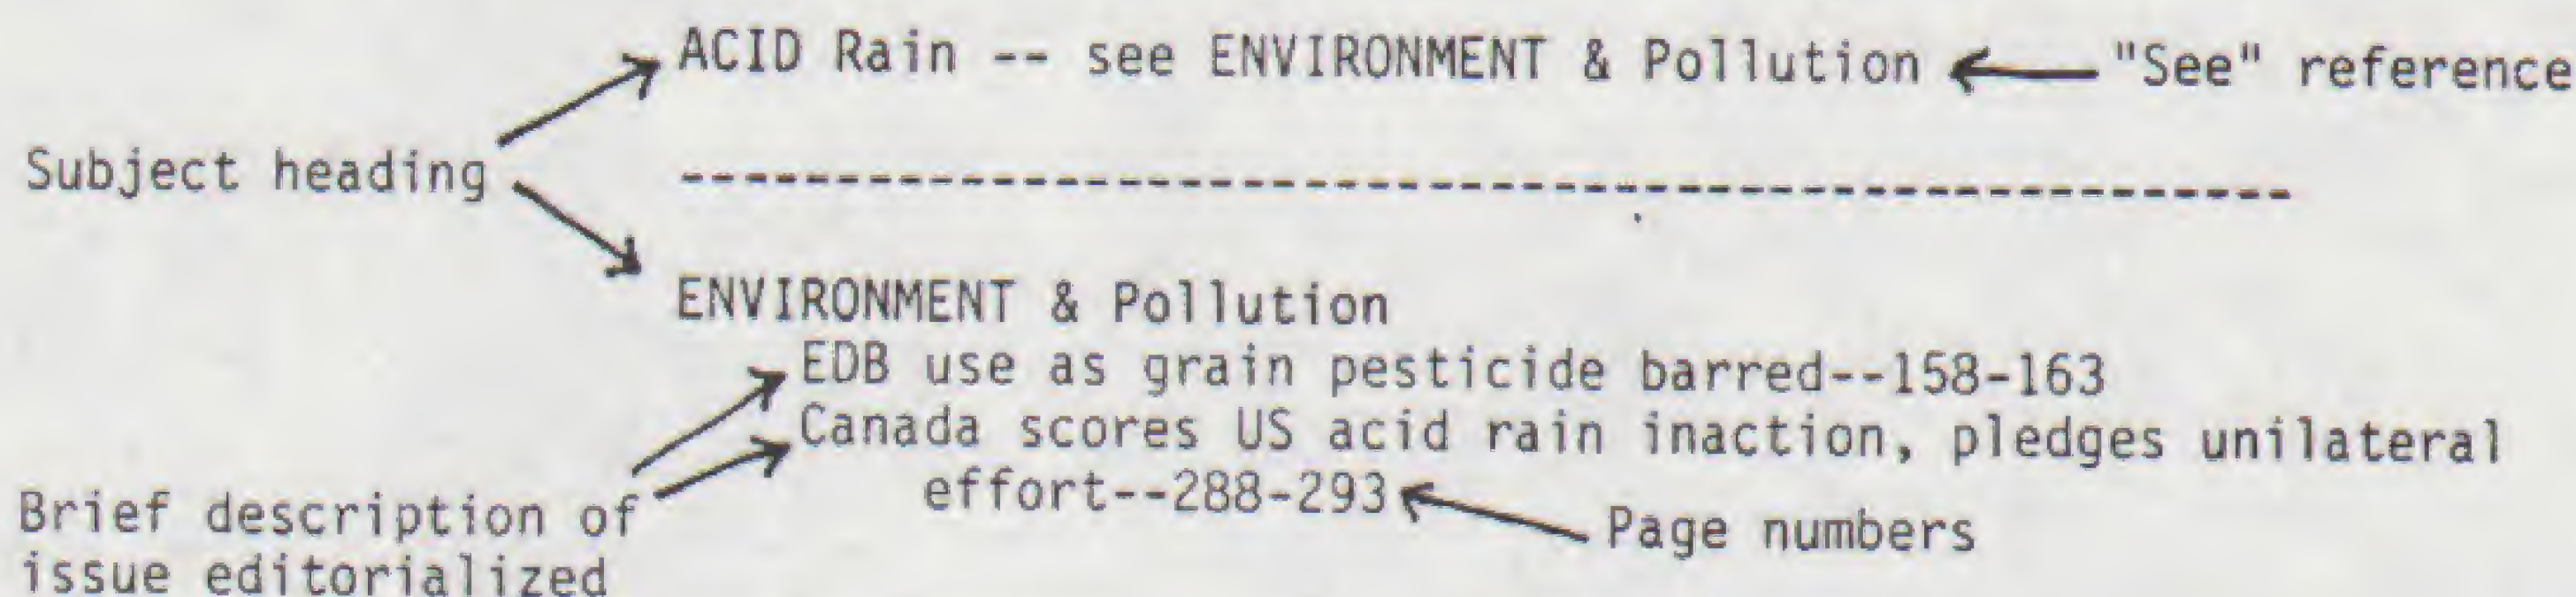 ACID Rain -- see ENVIRONMENT & Pollution
"See" reference
Subject heading
ENVIRONMENT & Pollution
EDB use as grain pesticide barred--158-163
Canada scores US acid rain inaction, pledges unilateral
effort--288-293
Page numbers
Brief description of
issue editorialized